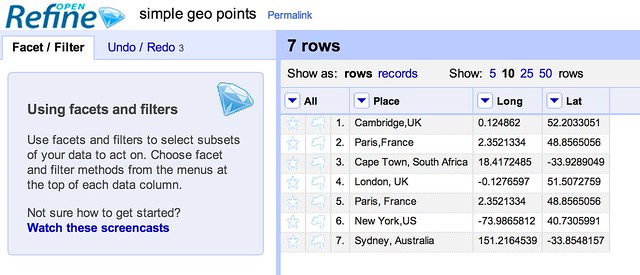 OPEN
Refine
simple geo points Permalink
Facet / Filter Undo / Redo 3
7 rows
Show as: rows records Show: 5 10 25 50 rows
All Place Long Lat
1. Cambridge,UK 0.124862 52.2033051
2. Paris,France 2.3521334 48.8565056
3. Cape Town, South Africa 18.4172485 -33.9289049
4. London, UK -0.1276597 51.5072759
5. Paris, France 2.3521334 48.8565056
6. New York,US -73.9865812 40.7305991
7. Sydney, Australia 151.2164539 -33.8548157
Using facets and filters
Use facets and filters to select subsets
of your data to act on. Choose facet
and filter methods from the menus at
the top of each data column.
Not sure how to get started?
Watch these screencasts